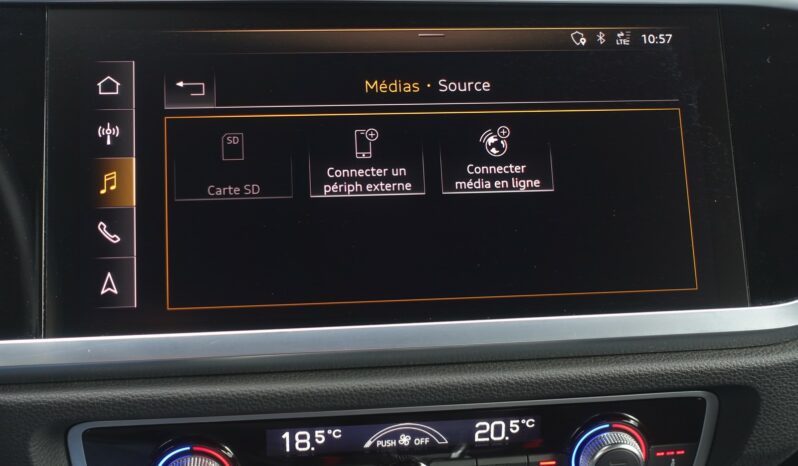 LTE 10:57
Médias · Source
SD
Carte SD
Connecter un
périph externe
Connecter
média en ligne
18.5°C PUSH OFF 20.5°C